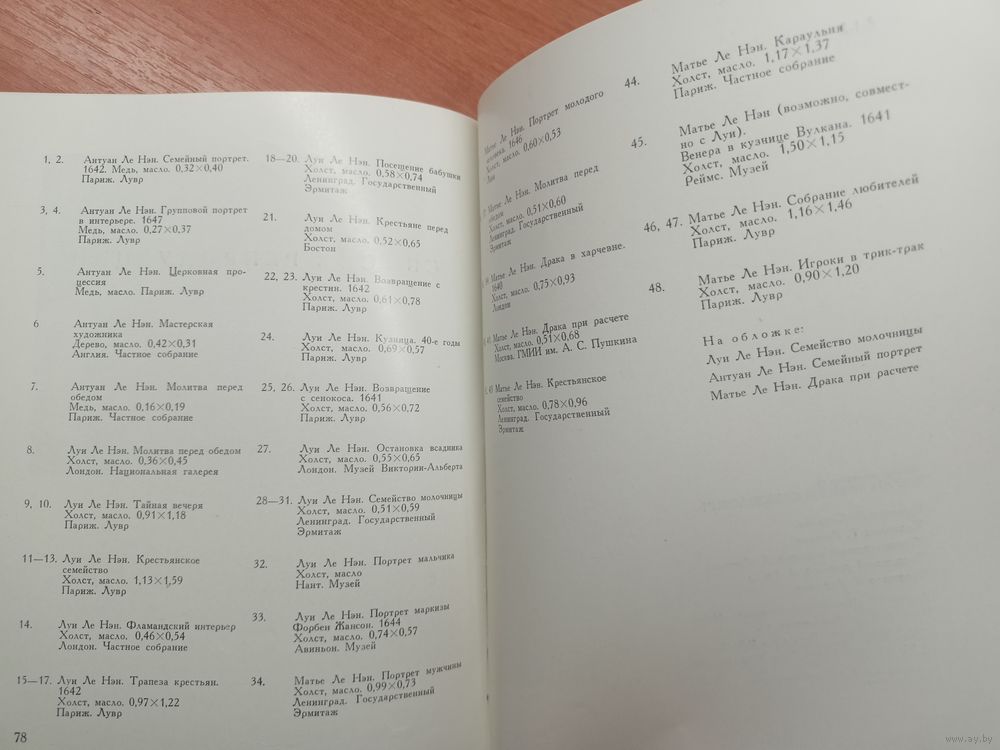 1, 2. Антуан Ле Нэн. Семейный портрет.
1642. Медь, масло. 0,32×0,40
Париж. Лувр
3, 4. Антуан Ле Нэн. Групповой портрет
в интерьере. 1647
Медь, масло. 0,27×0,37
Париж. Лувр
5. Антуан Ле Нэн. Церковная про-
цессия
Медь, масло. Париж. Лувр
6 Антуан Ле Нэн. Мастерская
художника
Дерево, масло. 0,42×0,31
Англия. Частное собрание
7. Антуан Ле Нэн. Молитва перед
обедом
Медь, масло. 0,16×0,19
Париж. Частное собрание
8. Луи Ле Нэн. Молитва перед обедом
Холст, масло. 0,36×0,45
Лондон. Национальная галерея
9, 10. Луи Ле Нэн. Тайная вечеря
Холст, масло. 0,91×1,18
Париж. Лувр
11—13. Луи Ле Нэн. Крестьянское
семейство
Холст, масло. 1,13×1,59
Париж. Лувр
14. Луи Ле Нэн. Фламандский интерьер
Холст, масло. 0,46×0,54
Лондон. Частное собрание
15—17. Луи Ле Нэн. Трапеза крестьян.
1642
Холст, масло. 0,97×1,22
Париж. Лувр
78
18—20. Луи Ле Нэн. Посещение бабушки
Холст, масло. 0,58×0,74
Ленинград. Государственный
Эрмитаж
21. Луи Ле Нэн. Крестьяне перед
домом
Холст, масло. 0,52×0,65
Бостон
22, 23. Луи Ле Нэн. Возвращение с
крестин. 1642
Холст, масло. 0,61×0,78
Париж. Лувр
24. Луи Ле Нэн. Кузница. 40-е годы
Холст, масло. 0,69×0,57
Париж. Лувр
25, 26. Луи Ле Нэн. Возвращение
с сенокоса. 1641
Холст, масло. 0,56×0,72
Париж. Лувр
27. Луи Ле Нэн. Остановка всадника
Холст, масло. 0,55×0,65
Лондон. Музей Виктории-Альберта
28—31. Луи Ле Нэн. Семейство молочницы
Холст, масло. 0,51×0,59
Ленинград. Государственный
Эрмитаж
32. Луи Ле Нэн. Портрет мальчика
Холст, масло
Нант. Музей
33. Луи Ле Нэн. Портрет маркизы
Форбен Жансон. 1644
Холст, масло. 0,74×0,57
Авиньон. Музей
34. Матье Ле Нэн. Портрет мужчины
Холст, масло. 0,99×0,73
Ленинград. Государственный
Эрмитаж
Матье Ле Нэн. Портрет молодого
человека. 1646
Холст, масло. 0,60×0,53
Матье Ле Нэн. Молитва перед
обедом
Холст, масло. 0,51×0,60
Ленинград. Государственный
Эрмитаж
Матье Ле Нэн. Драка в харчевне.
1640
Холст, масло. 0,75×0,93
Лондон
Матье Ле Нэн. Драка при расчете
Холст, масло. 0,51×0,68
Москва. ГМИИ им. А. С. Пушкина
Матье Ле Нэн. Крестьянское
семейство
Холст, масло. 0,78×0,96
Ленинград. Государственный
Эрмитаж
44. Матье Ле Нэн. Караульня
Холст, масло. 1,17×1,37
Париж. Частное собрание
45. Матье Ле Нэн (возможно, совмест-
но с Луи).
Венера в кузнице Вулкана. 1641
Холст, масло. 1,50×1,15
Реймс. Музей
46, 47. Матье Ле Нэн. Собрание любителей
Холст, масло. 1,16×1,46
Париж. Лувр
48. Матье Ле Нэн. Игроки в трик-трак
Холст, масло. 0,90×1,20
Париж. Лувр
На обложке:
Луи Ле Нэн. Семейство молочницы
Антуан Ле Нэн. Семейный портрет
Матье Ле Нэн. Драка при расчете
www.ay.by